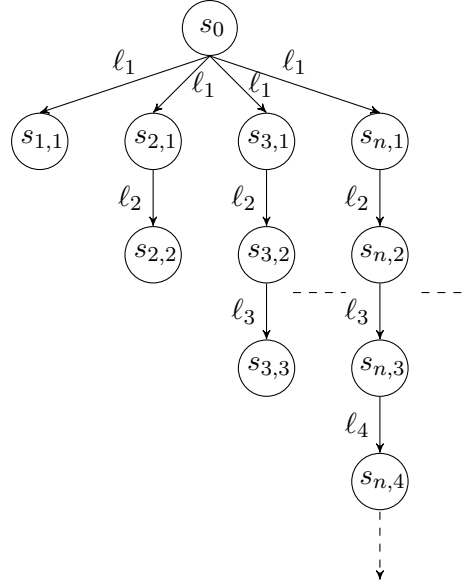 s₀
ℓ₁ ℓ₁ ℓ₁ ℓ₁
s₁,₁ s₂,₁ s₃,₁ sₙ,₁
ℓ₂ ℓ₂ ℓ₂
s₂,₂ s₃,₂ sₙ,₂
ℓ₃ ℓ₃
s₃,₃ sₙ,₃
ℓ₄
sₙ,₄